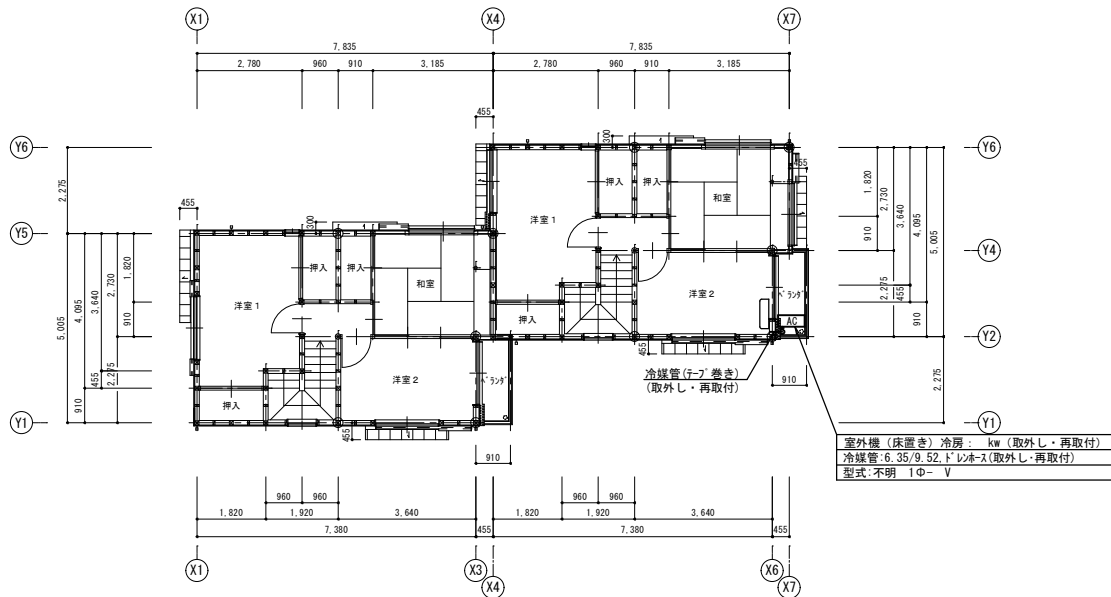 X1
X4
X7
7,835
7,835
2,780
960
910
3,185
2,780
960
910
3,185
455
300
Y6
Y6
455
押入
押入
和室
洋室1
2,275
1,820
2,730
3,640
4,095
5,005
910
455
300
Y5
Y4
押入
押入
和室
洋室1
洋室2
ベランダ
押入
AC
1,820
2,730
3,640
4,095
5,005
910
2,275
455
910
Y2
455
冷媒管(テープ巻き)
(取外し・再取付)
910
2,275
洋室2
ベランダ
押入
2,275
455
910
Y1
Y1
455
910
室外機（床置き）冷房： kw（取外し・再取付）
冷媒管:6.35/9.52,ドレンホース(取外し・再取付)
型式:不明 1Φ- V
960
960
960
960
1,820
1,920
3,640
455
1,820
1,920
3,640
455
7,380
7,380
X1
X3
X4
X6
X7